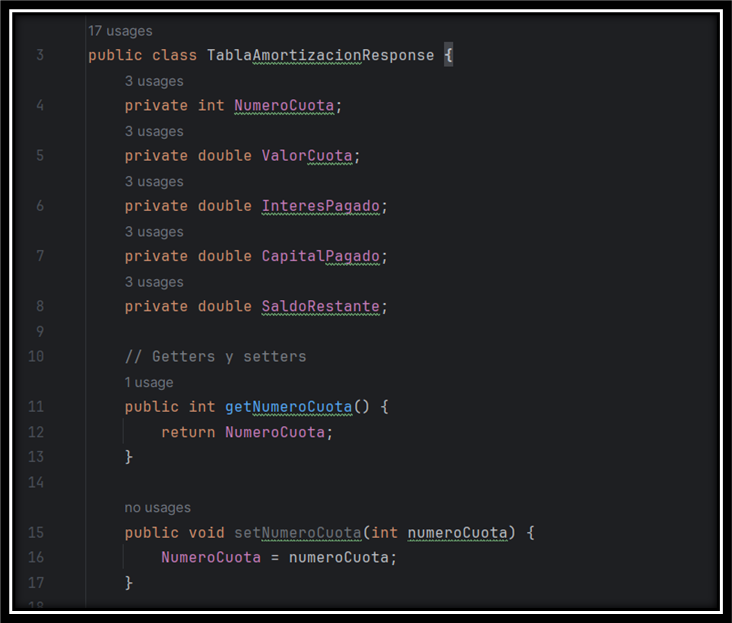 17 usages
3 public class TablaAmortizacionResponse {
3 usages
4 private int NumeroCuota;
3 usages
5 private double ValorCuota;
3 usages
6 private double InteresPagado;
3 usages
7 private double CapitalPagado;
3 usages
8 private double SaldoRestante;
9
10 // Getters y setters
1 usage
11 public int getNumeroCuota() {
12 return NumeroCuota;
13 }
14
no usages
15 public void setNumeroCuota(int numeroCuota) {
16 NumeroCuota = numeroCuota;
17 }
18